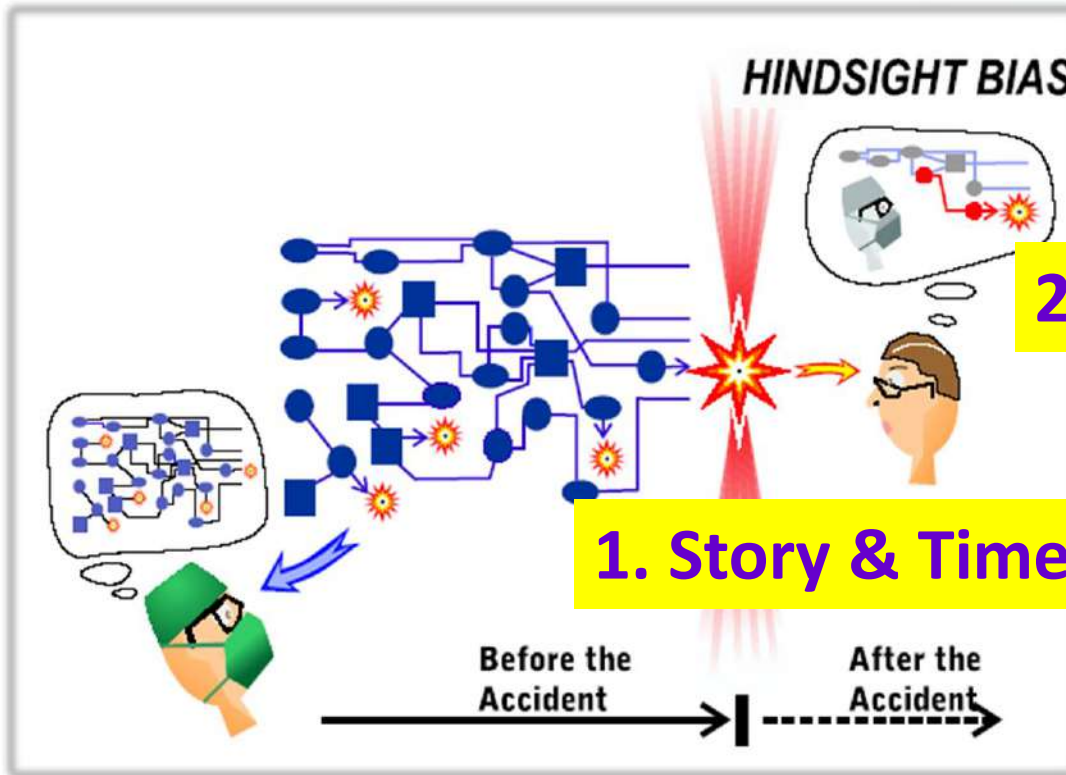 HINDSIGHT BIAS
2
1. Story & Time
Before the
Accident
After the
Accident